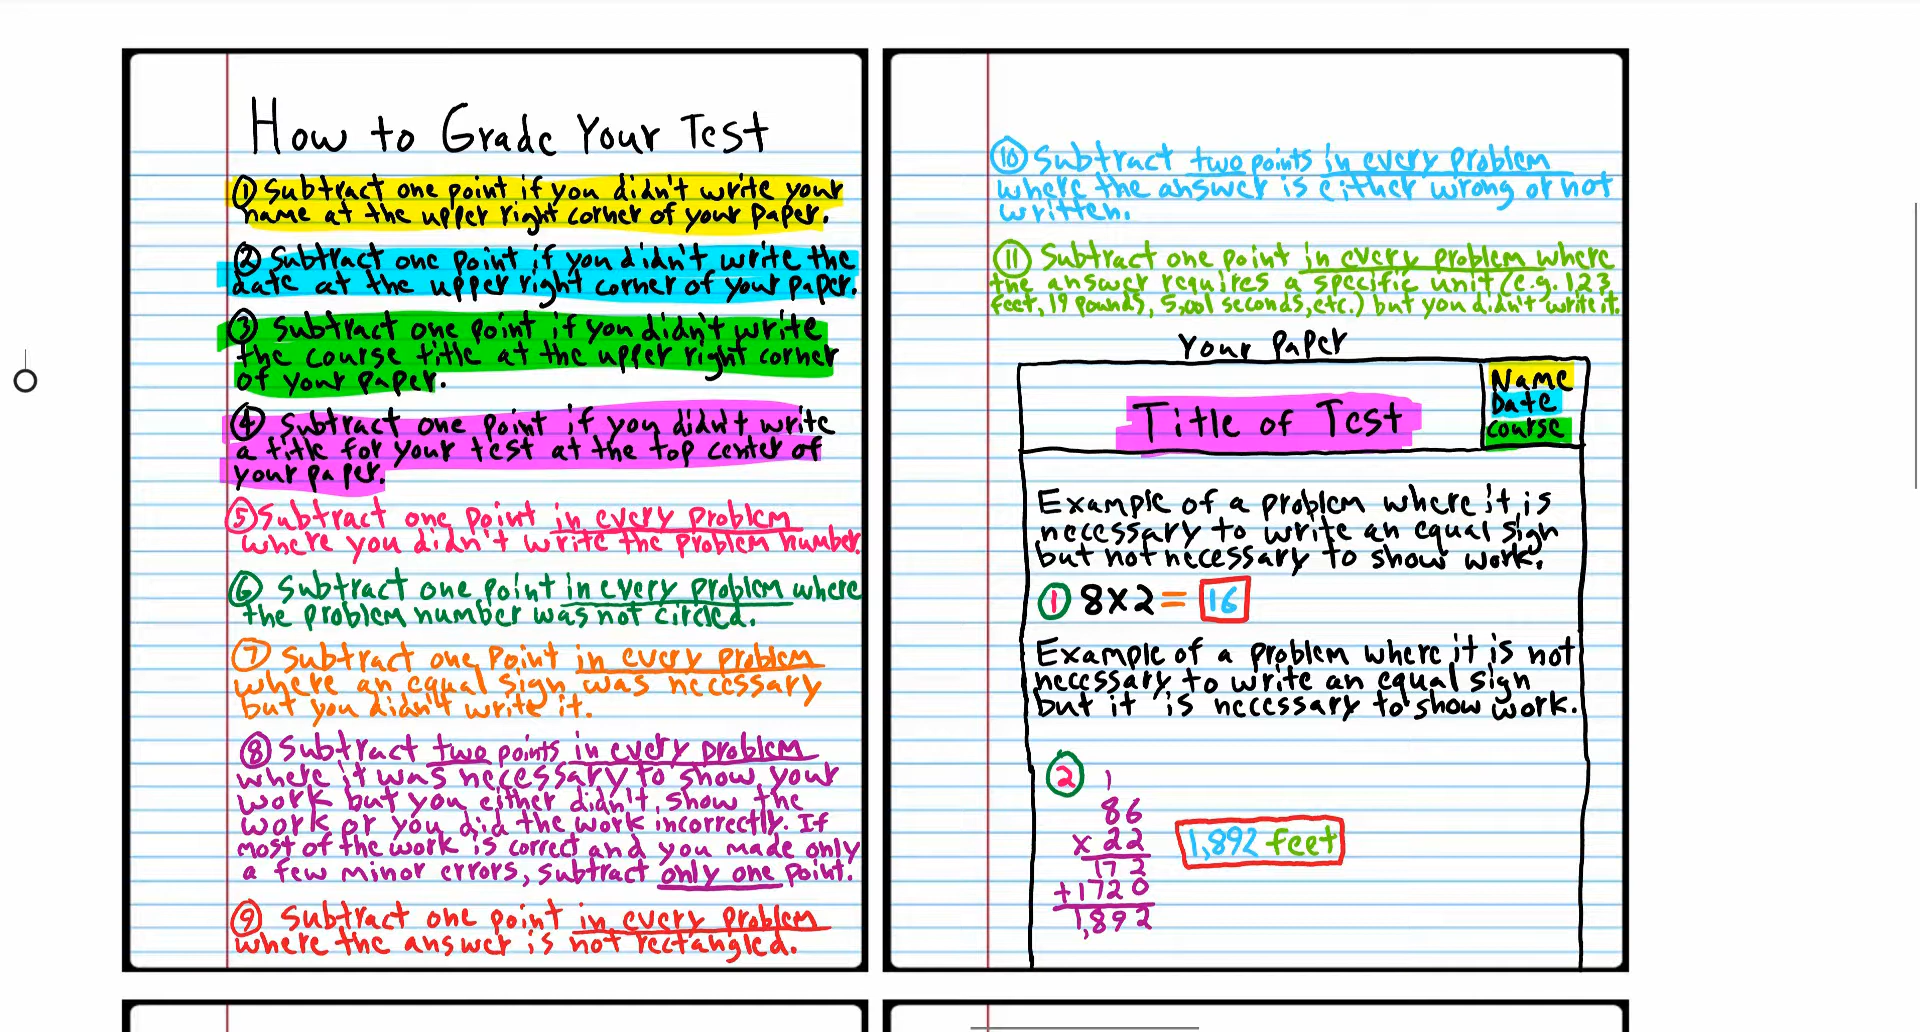 How to Grade Your Test
① Subtract one point if you didn't write your
name at the upper right corner of your paper.
② Subtract one point if you didn't write the
date at the upper right corner of your paper.
③ Subtract one point if you didn't write
the course title at the upper right corner
of your paper.
④ Subtract one point if you didn't write
a title for your test at the top center of
your paper.
⑤ Subtract one point in every problem
where you didn't write the problem number.
⑥ Subtract one point in every problem where
the problem number was not circled.
⑦ Subtract one point in every problem
where an equal sign was necessary
but you didn't write it.
⑧ Subtract two points in every problem
where it was necessary to show your
work but you either didn't show the
work or you did the work incorrectly. If
most of the work is correct and you made only
a few minor errors, subtract only one point.
⑨ Subtract one point in every problem
where the answer is not rectangled.
⑩ Subtract two points in every problem
where the answer is either wrong or not
written.
⑪ Subtract one point in every problem where
the answer requires a specific unit (e.g. 123
feet, 19 pounds, 5,001 seconds, etc.) but you didn't write it.
Your Paper
Name
Date
Course
Title of Test
Example of a problem where it is
necessary to write an equal sign
but not necessary to show work.
① 8x2 = 16
Example of a problem where it is not
necessary to write an equal sign
but it is necessary to show work.
② 1
86
x 22
172
+1720
1,892
1,892 feet